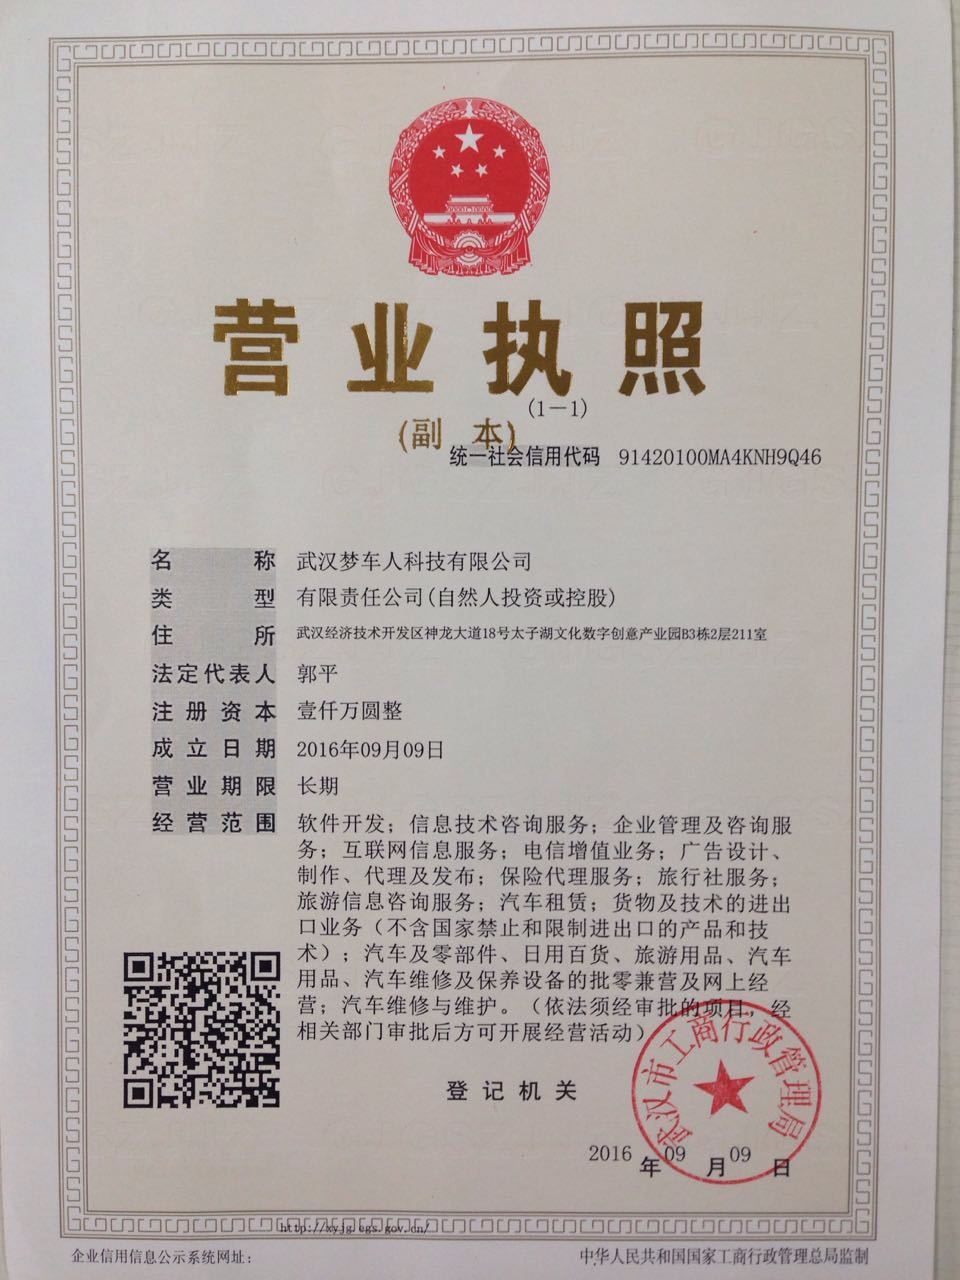 营业执照
(1-1)
(副 本)
统一社会信用代码 91420100MA4KNH9Q46
名 称 武汉梦车人科技有限公司
类 型 有限责任公司(自然人投资或控股)
住 所 武汉经济技术开发区神龙大道18号太子湖文化数字创意产业园B3栋2层211室
法定代表人 郭平
注册资本 壹仟万圆整
成立日期 2016年09月09日
营业期限 长期
经营范围 软件开发；信息技术咨询服务；企业管理及咨询服
务；互联网信息服务；电信增值业务；广告设计、
制作、代理及发布；保险代理服务；旅行社服务；
旅游信息咨询服务；汽车租赁；货物及技术的进出
口业务（不含国家禁止和限制进出口的产品和技
术）；汽车及零部件、日用百货、旅游用品、汽车
用品、汽车维修及保养设备的批零兼营及网上经
营；汽车维修与维护。（依法须经审批的项目，经
相关部门审批后方可开展经营活动）
登记机关
武汉市工商行政管理局
2016年09月09日
http://xyjg.egs.gov.cn/
企业信用信息公示系统网址：
中华人民共和国国家工商行政管理总局监制